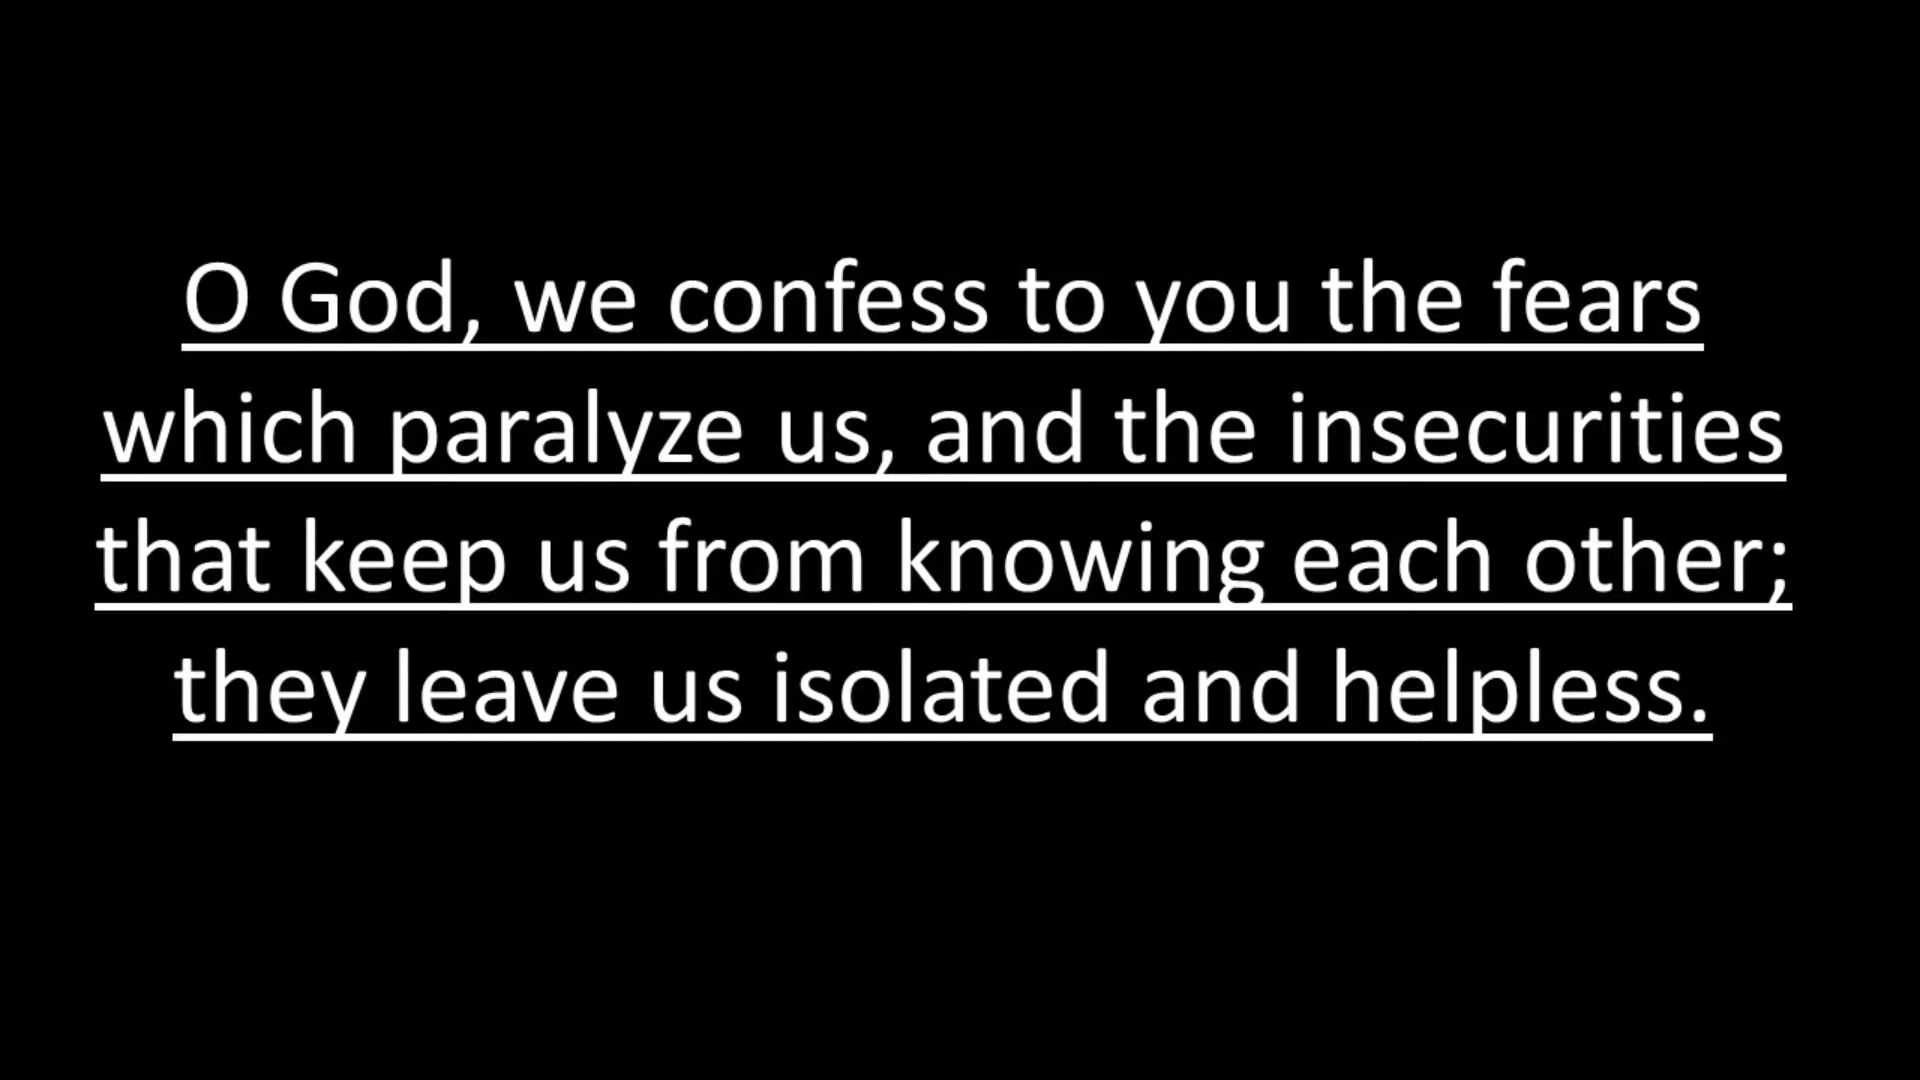 O God, we confess to you the fears
which paralyze us, and the insecurities
that keep us from knowing each other;
they leave us isolated and helpless.